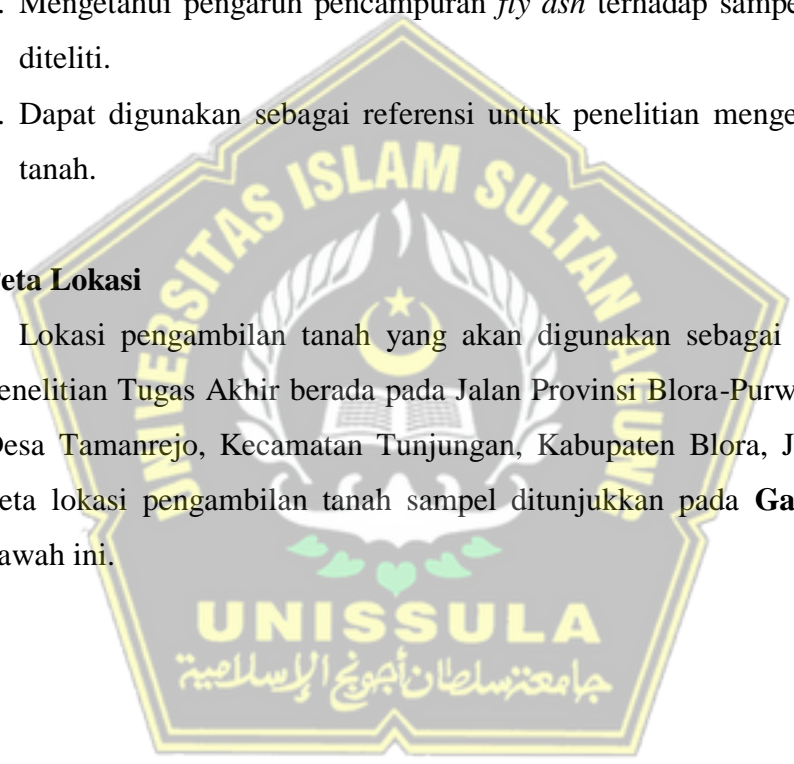 . Mengetahui pengaruh pencampuran fly ash terhadap sampe
diteliti.
. Dapat digunakan sebagai referensi untuk penelitian menge
tanah.
eta Lokasi
Lokasi pengambilan tanah yang akan digunakan sebagai
enelitian Tugas Akhir berada pada Jalan Provinsi Blora-Purw
Desa Tamanrejo, Kecamatan Tunjungan, Kabupaten Blora, J
eta lokasi pengambilan tanah sampel ditunjukkan pada Ga
awah ini.
UNIVERSITAS ISLAM SULTAN AGUNG
UNISSULA
جامعة سلطان أجونج الإسلامية